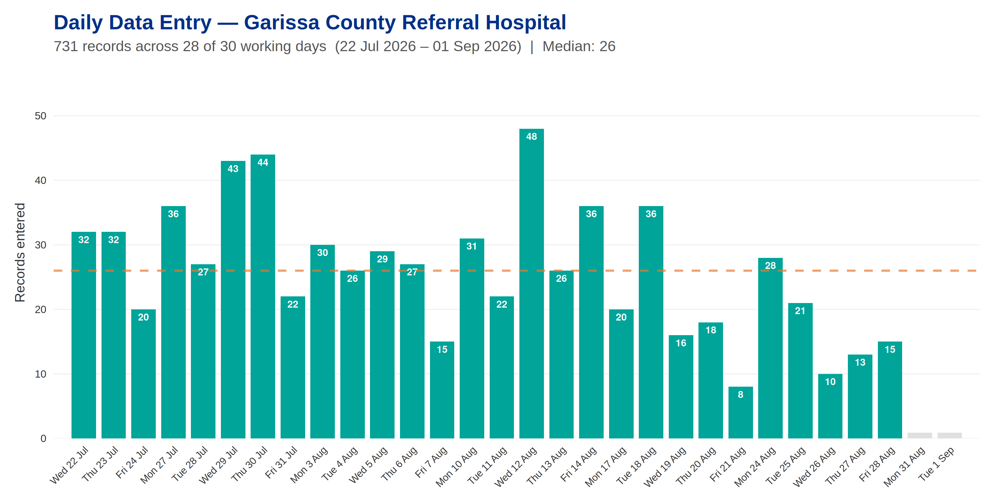 Daily Data Entry — Garissa County Referral Hospital
731 records across 28 of 30 working days  (22 Jul 2026 – 01 Sep 2026)  |  Median: 26
Records entered
50
40
30
20
10
0
32
32
20
36
27
43
44
22
30
26
29
27
15
31
22
48
26
36
20
36
16
18
8
28
21
10
13
15
Wed 22 Jul
Thu 23 Jul
Fri 24 Jul
Mon 27 Jul
Tue 28 Jul
Wed 29 Jul
Thu 30 Jul
Fri 31 Jul
Mon 3 Aug
Tue 4 Aug
Wed 5 Aug
Thu 6 Aug
Fri 7 Aug
Mon 10 Aug
Tue 11 Aug
Wed 12 Aug
Thu 13 Aug
Fri 14 Aug
Mon 17 Aug
Tue 18 Aug
Wed 19 Aug
Thu 20 Aug
Fri 21 Aug
Mon 24 Aug
Tue 25 Aug
Wed 26 Aug
Thu 27 Aug
Fri 28 Aug
Mon 31 Aug
Tue 1 Sep